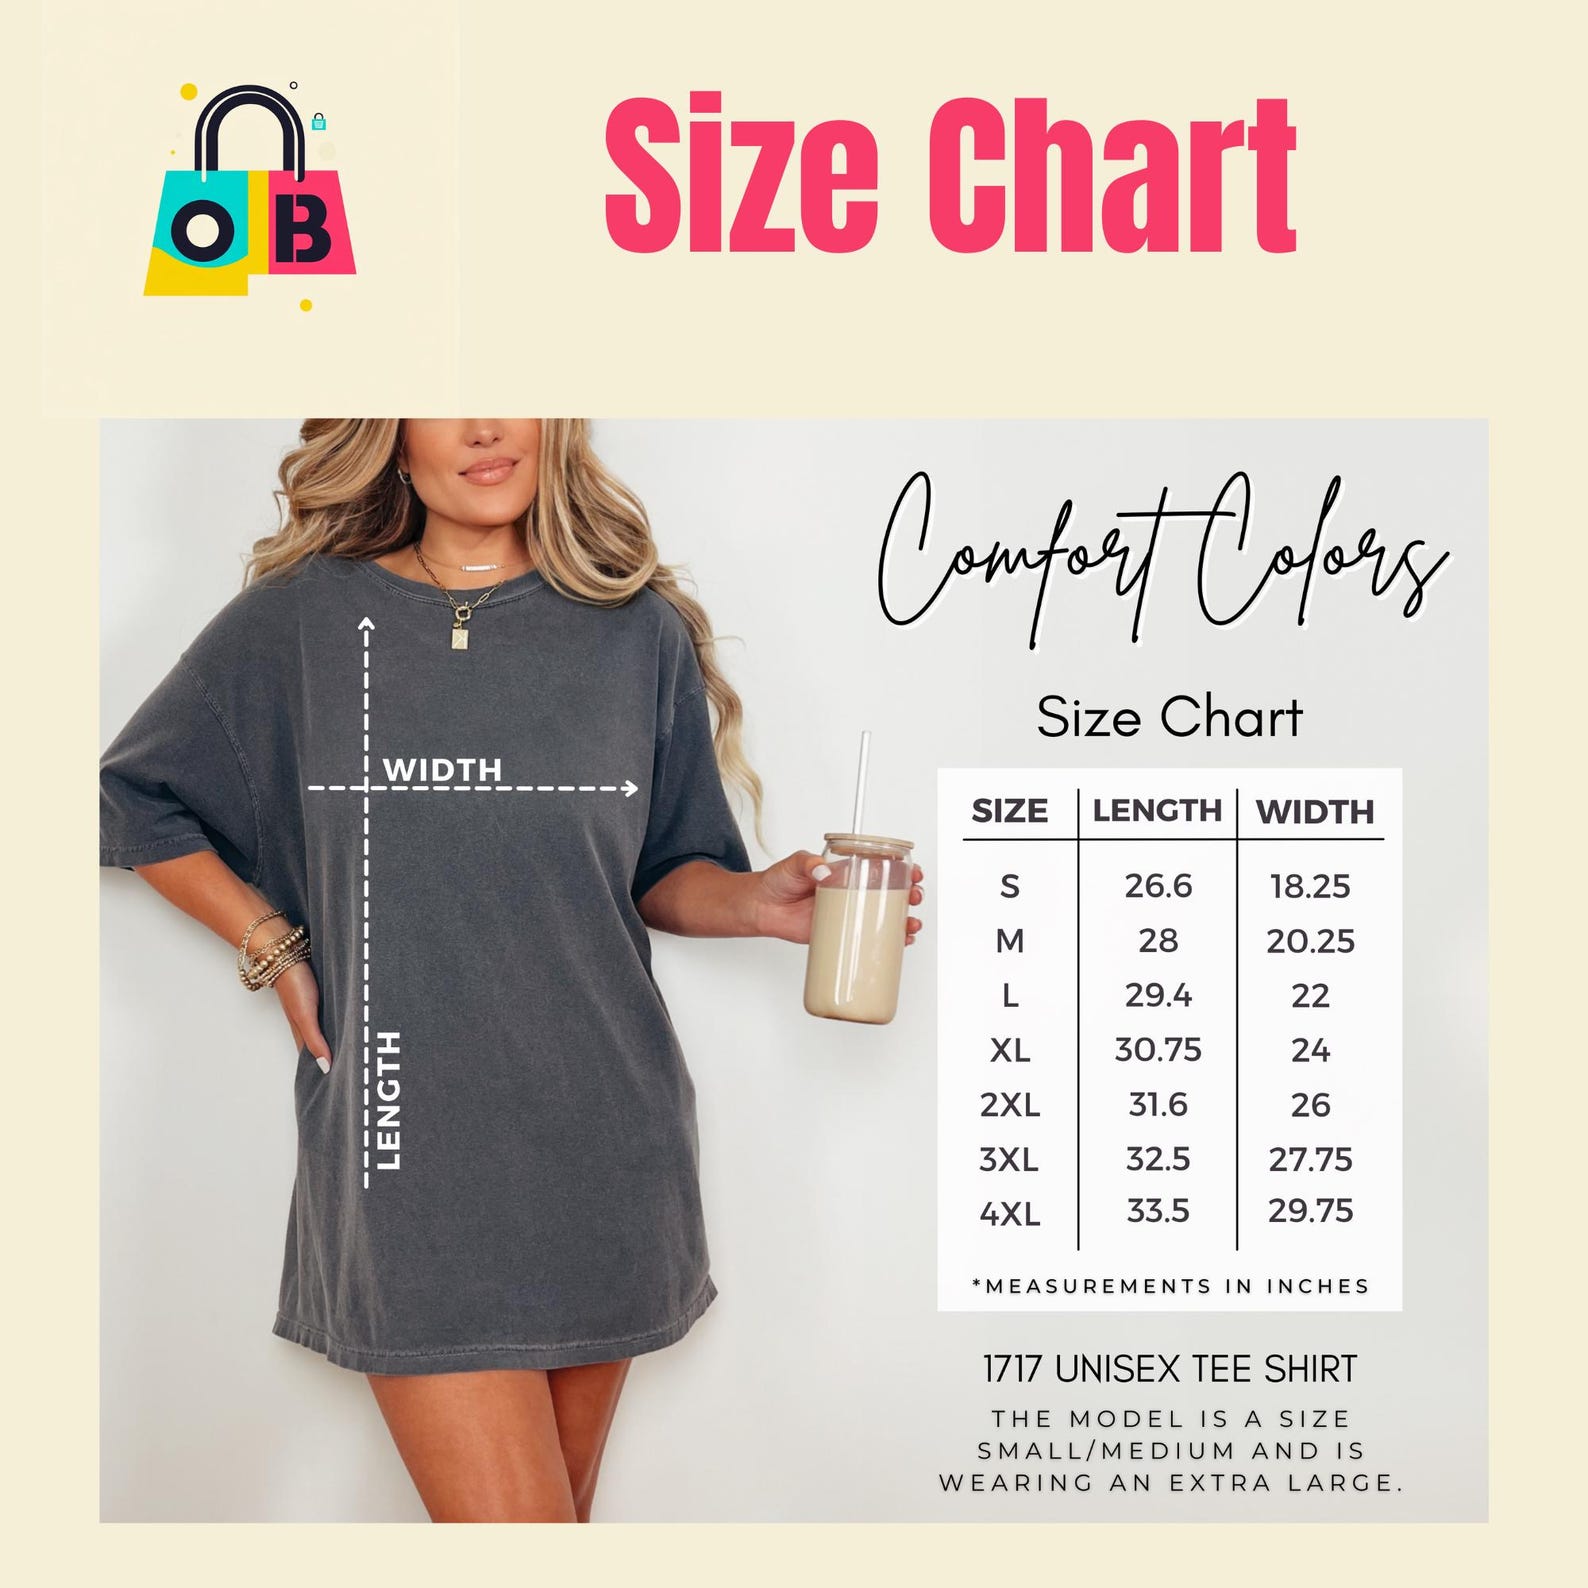 O B
Size Chart
Comfort Colors
Size Chart
SIZE LENGTH WIDTH
S 26.6 18.25
M 28 20.25
L 29.4 22
XL 30.75 24
2XL 31.6 26
3XL 32.5 27.75
4XL 33.5 29.75
*MEASUREMENTS IN INCHES
1717 UNISEX TEE SHIRT
THE MODEL IS A SIZE
SMALL/MEDIUM AND IS
WEARING AN EXTRA LARGE.
WIDTH
LENGTH